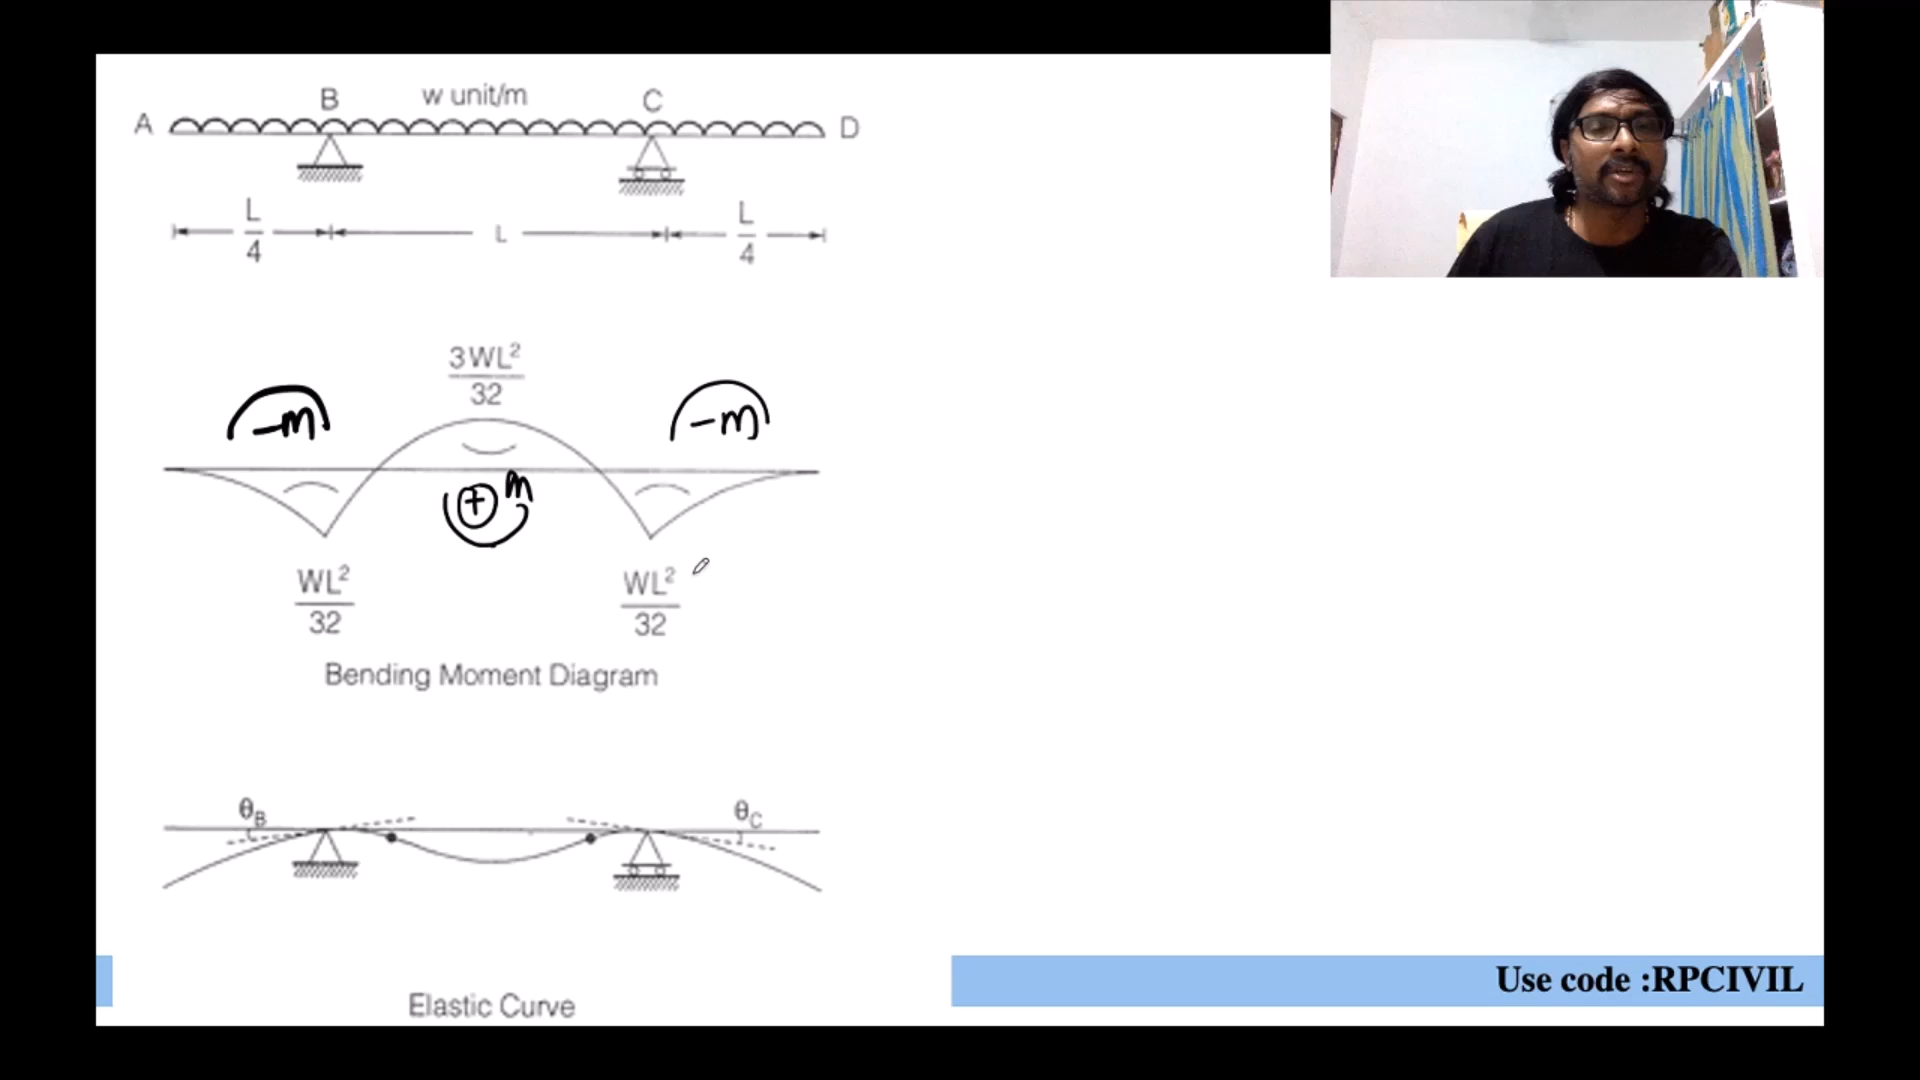 A B w unit/m C D
L/4 L L/4
3WL²/32
-m -m
+ m
WL²/32 WL²/32
Bending Moment Diagram
θB θC
Use code :RPCIVIL
Elastic Curve